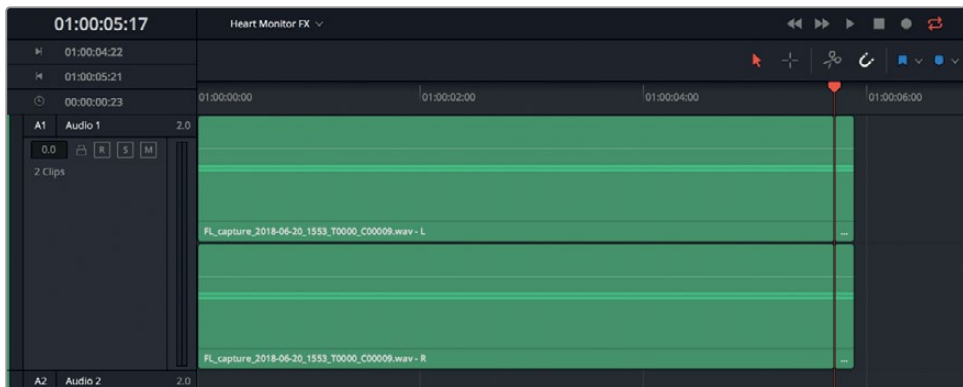 01:00:05:17
Heart Monitor FX
01:00:04:22
01:00:05:21
00:00:00:23
01:00:00:00
01:00:02:00
01:00:04:00
01:00:06:00
A1 Audio 1 2.0
0.0 R S M
2 Clips
FL_capture_2018-06-20_1553_T0000_C00009.wav - L
...
FL_capture_2018-06-20_1553_T0000_C00009.wav - R
...
A2 Audio 2 2.0